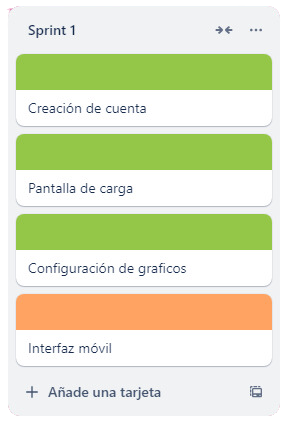 Sprint 1
Creación de cuenta
Pantalla de carga
Configuración de graficos
Interfaz móvil
Añade una tarjeta